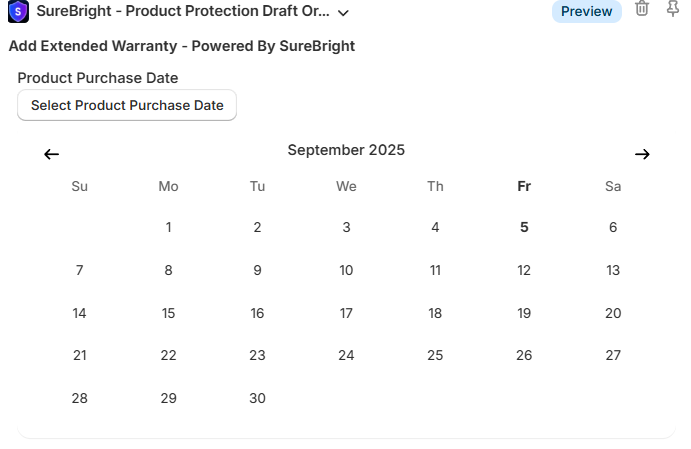 S SureBright - Product Protection Draft Or... Preview
Add Extended Warranty - Powered By SureBright
Product Purchase Date
Select Product Purchase Date
September 2025
Su Mo Tu We Th Fr Sa
1 2 3 4 5 6
7 8 9 10 11 12 13
14 15 16 17 18 19 20
21 22 23 24 25 26 27
28 29 30